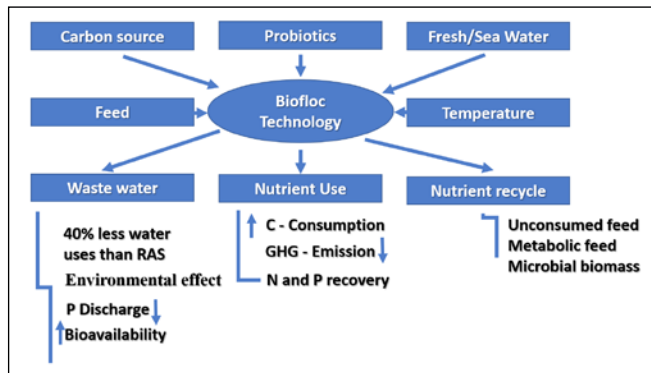 Carbon source
Probiotics
Fresh/Sea Water
Feed
Biofloc
Technology
Temperature
Waste water
Nutrient Use
Nutrient recycle
40% less water
uses than RAS
Environmental effect
P Discharge
Bioavailability
C - Consumption
GHG - Emission
N and P recovery
Unconsumed feed
Metabolic feed
Microbial biomass